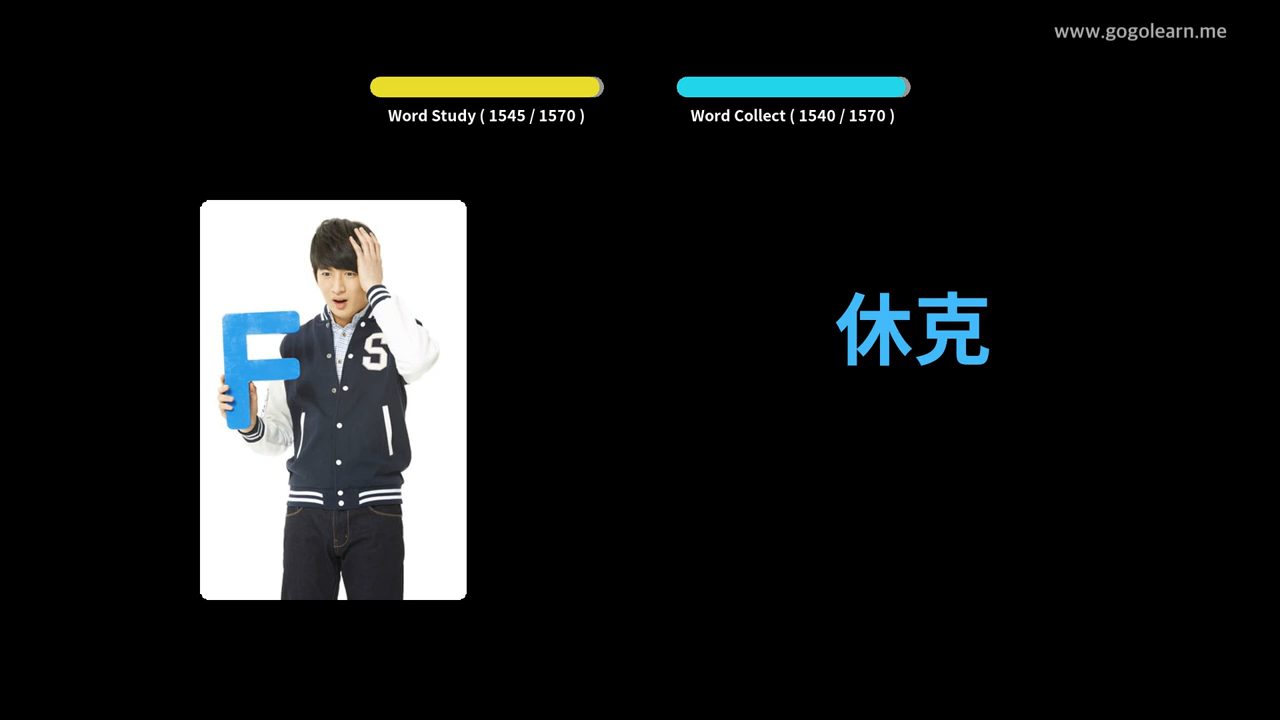 www.gogolearn.me
Word Study ( 1545 / 1570 )
Word Collect ( 1540 / 1570 )
F
S
休克